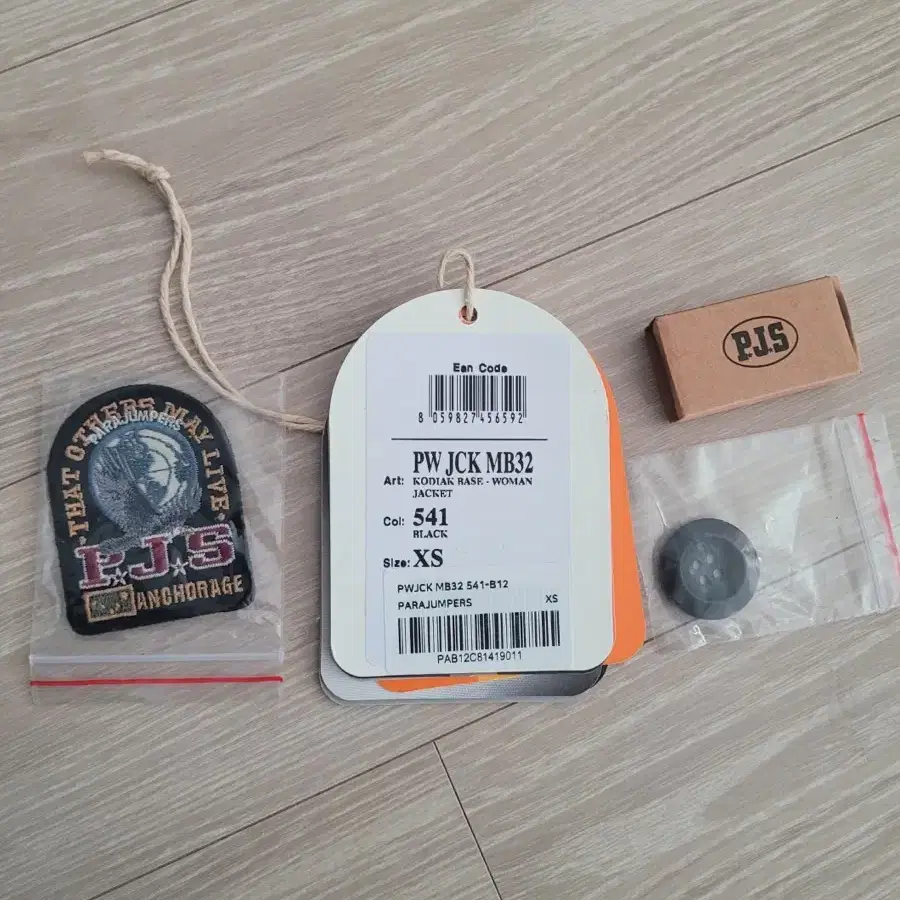 THAT OTHERS MAY LIVE
PARAJUMPERS
P.J.S
ANCHORAGE
Ean Code
8 059827 456592
PW JCK MB32
Art: KODIAK BASE - WOMAN
JACKET
Col: 541
BLACK
Size: XS
PWJCK MB32 541-B12
PARAJUMPERS XS
PAB12C81419011
P.J.S